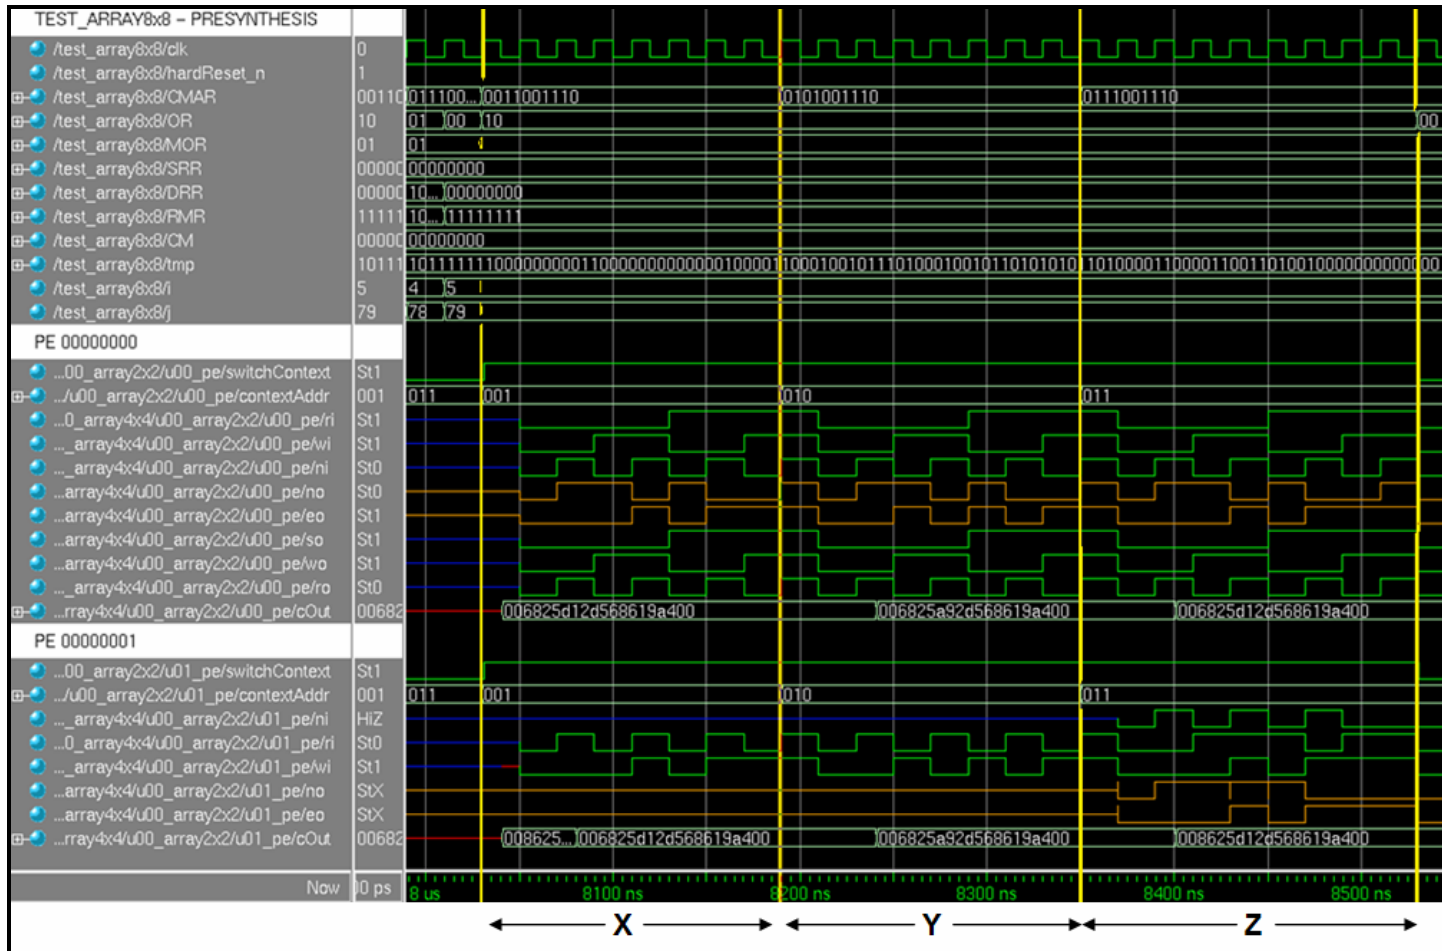 TEST_ARRAY8x8 – PRESYNTHESIS
/test_array8x8/clk 0
/test_array8x8/hardReset_n 1
/test_array8x8/CMAR 00110 011100... 0011001110 0101001110 0111001110
/test_array8x8/OR 10 01 00 10 00
/test_array8x8/MOR 01 01
/test_array8x8/SRR 00000 00000000
/test_array8x8/DRR 00000 10... 00000000
/test_array8x8/RMR 11111 10... 11111111
/test_array8x8/CM 00000 00000000
/test_array8x8/tmp 10111
/test_array8x8/i 5 4 5
/test_array8x8/j 79 78 79
PE 00000000
...00_array2x2/u00_pe/switchContext St1
.../u00_array2x2/u00_pe/contextAddr 001 011 001 010 011
...0_array4x4/u00_array2x2/u00_pe/ri St1
..._array4x4/u00_array2x2/u00_pe/wi St1
..._array4x4/u00_array2x2/u00_pe/ni St0
...array4x4/u00_array2x2/u00_pe/no St0
...array4x4/u00_array2x2/u00_pe/eo St1
...array4x4/u00_array2x2/u00_pe/so St1
...array4x4/u00_array2x2/u00_pe/wo St1
..._array4x4/u00_array2x2/u00_pe/ro St0
...rray4x4/u00_array2x2/u00_pe/cOut 00682 006825d12d568619a400 006825a92d568619a400 006825d12d568619a400
PE 00000001
...00_array2x2/u01_pe/switchContext St1
.../u00_array2x2/u01_pe/contextAddr 001 011 001 010 011
..._array4x4/u00_array2x2/u01_pe/ni HiZ
...0_array4x4/u00_array2x2/u01_pe/ri St0
..._array4x4/u00_array2x2/u01_pe/wi St1
...array4x4/u00_array2x2/u01_pe/no StX
...array4x4/u00_array2x2/u01_pe/eo StX
...rray4x4/u00_array2x2/u01_pe/cOut 00682 008625... 006825d12d568619a400 006825a92d568619a400 008625d12d568619a400
Now 00 ps 8 us 8100 ns 8200 ns 8300 ns 8400 ns 8500 ns
X Y Z